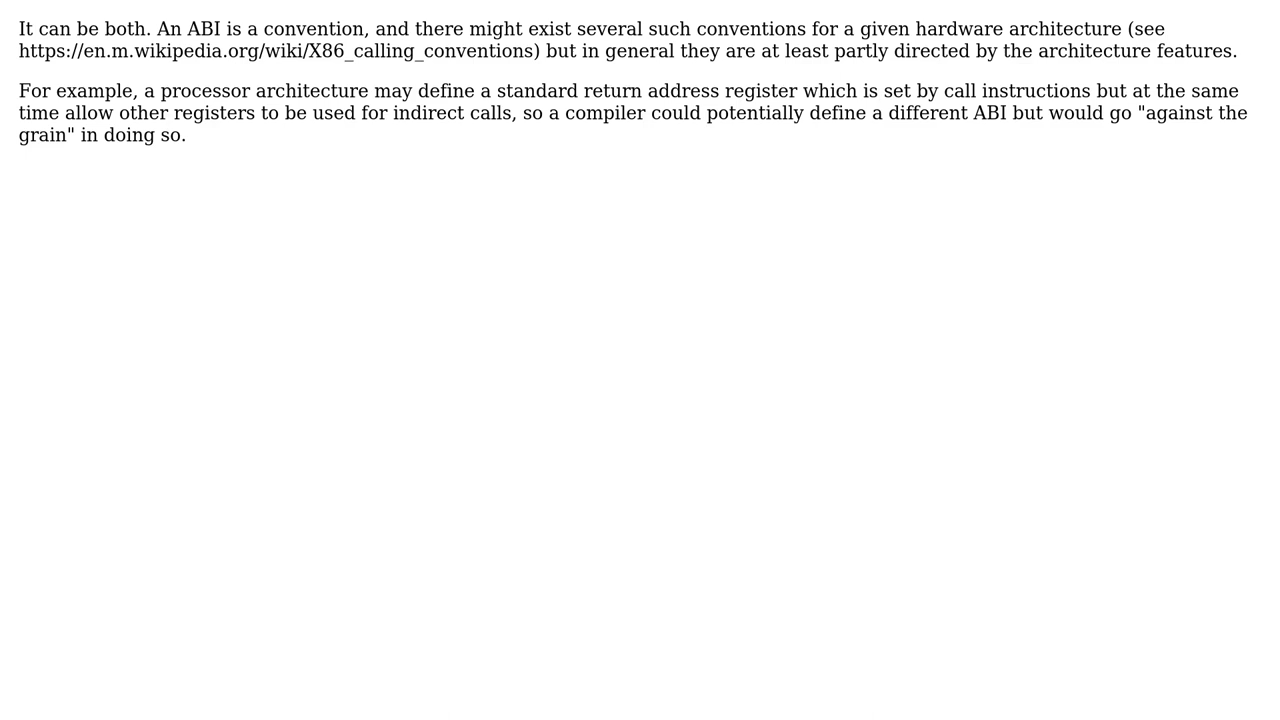 It can be both. An ABI is a convention, and there might exist several such conventions for a given hardware architecture (see
https://en.m.wikipedia.org/wiki/X86_calling_conventions) but in general they are at least partly directed by the architecture features.
For example, a processor architecture may define a standard return address register which is set by call instructions but at the same
time allow other registers to be used for indirect calls, so a compiler could potentially define a different ABI but would go "against the
grain" in doing so.